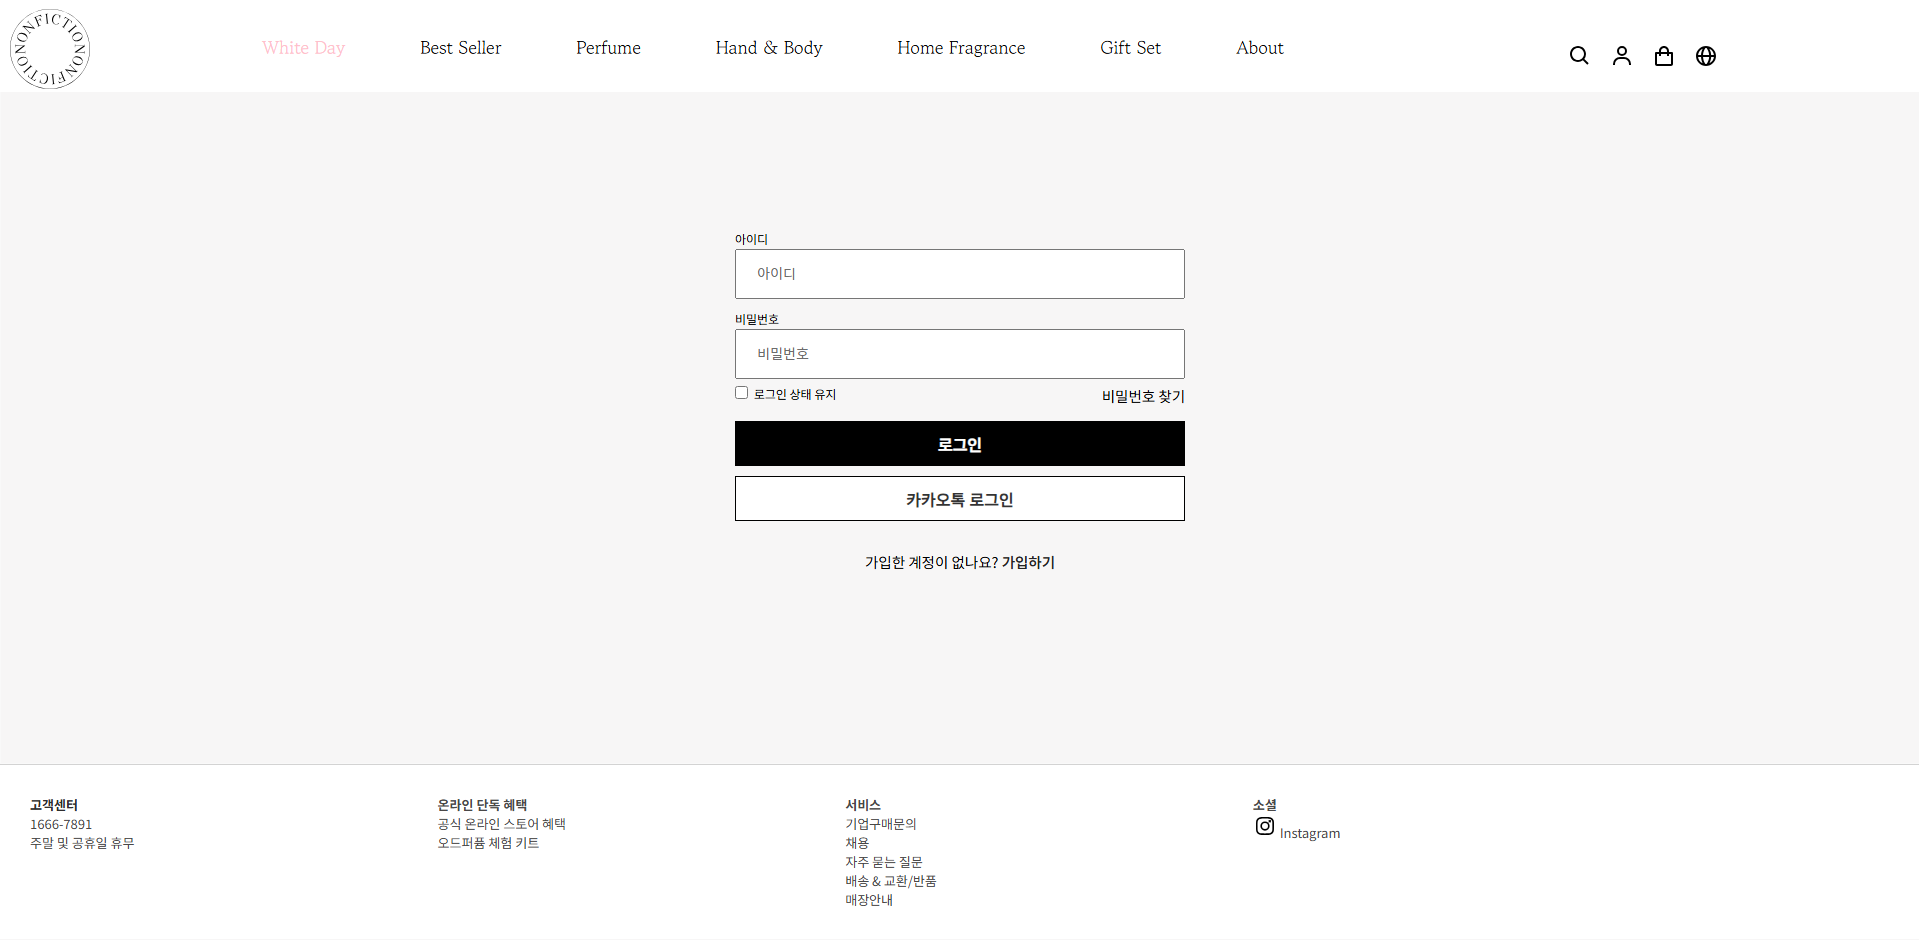 NONFICTIONNONFICTION
White Day
Best Seller
Perfume
Hand & Body
Home Fragrance
Gift Set
About
아이디
아이디
비밀번호
비밀번호
로그인 상태 유지
비밀번호 찾기
로그인
카카오톡 로그인
가입한 계정이 없나요? 가입하기
고객센터
1666-7891
주말 및 공휴일 휴무
온라인 단독 혜택
공식 온라인 스토어 혜택
오드퍼퓸 체험 키트
서비스
기업구매문의
채용
자주 묻는 질문
배송 & 교환/반품
매장안내
소셜
Instagram